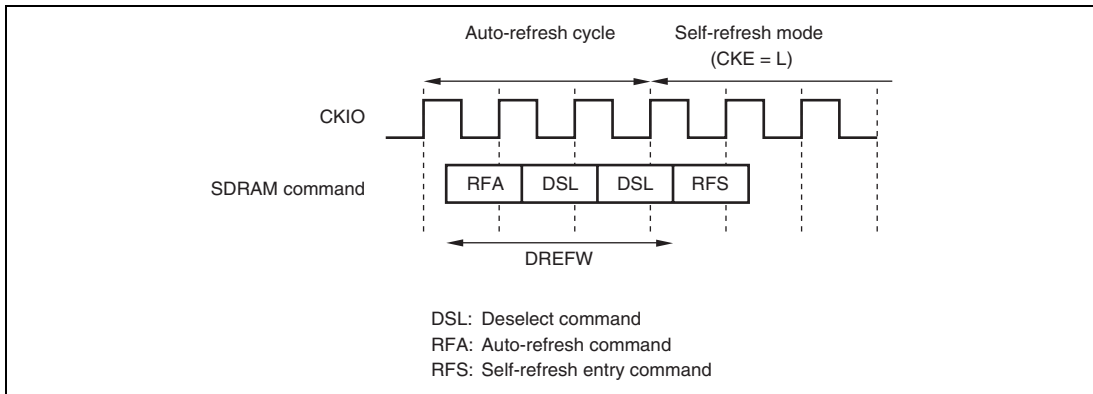 Auto-refresh cycle
Self-refresh mode
(CKE = L)
CKIO
SDRAM command
RFA
DSL
DSL
RFS
DREFW
DSL: Deselect command
RFA: Auto-refresh command
RFS: Self-refresh entry command